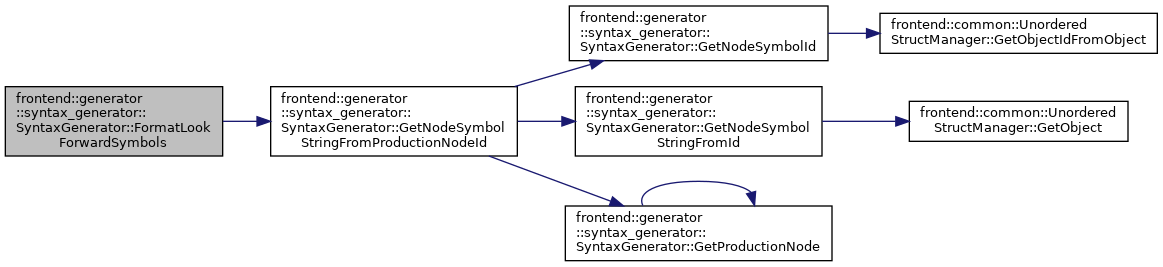 frontend::generator
::syntax_generator::
SyntaxGenerator::FormatLook
ForwardSymbols
frontend::generator
::syntax_generator::
SyntaxGenerator::GetNodeSymbol
StringFromProductionNodeId
frontend::generator
::syntax_generator::
SyntaxGenerator::GetNodeSymbolId
frontend::common::Unordered
StructManager::GetObjectIdFromObject
frontend::generator
::syntax_generator::
SyntaxGenerator::GetNodeSymbol
StringFromId
frontend::common::Unordered
StructManager::GetObject
frontend::generator
::syntax_generator::
SyntaxGenerator::GetProductionNode